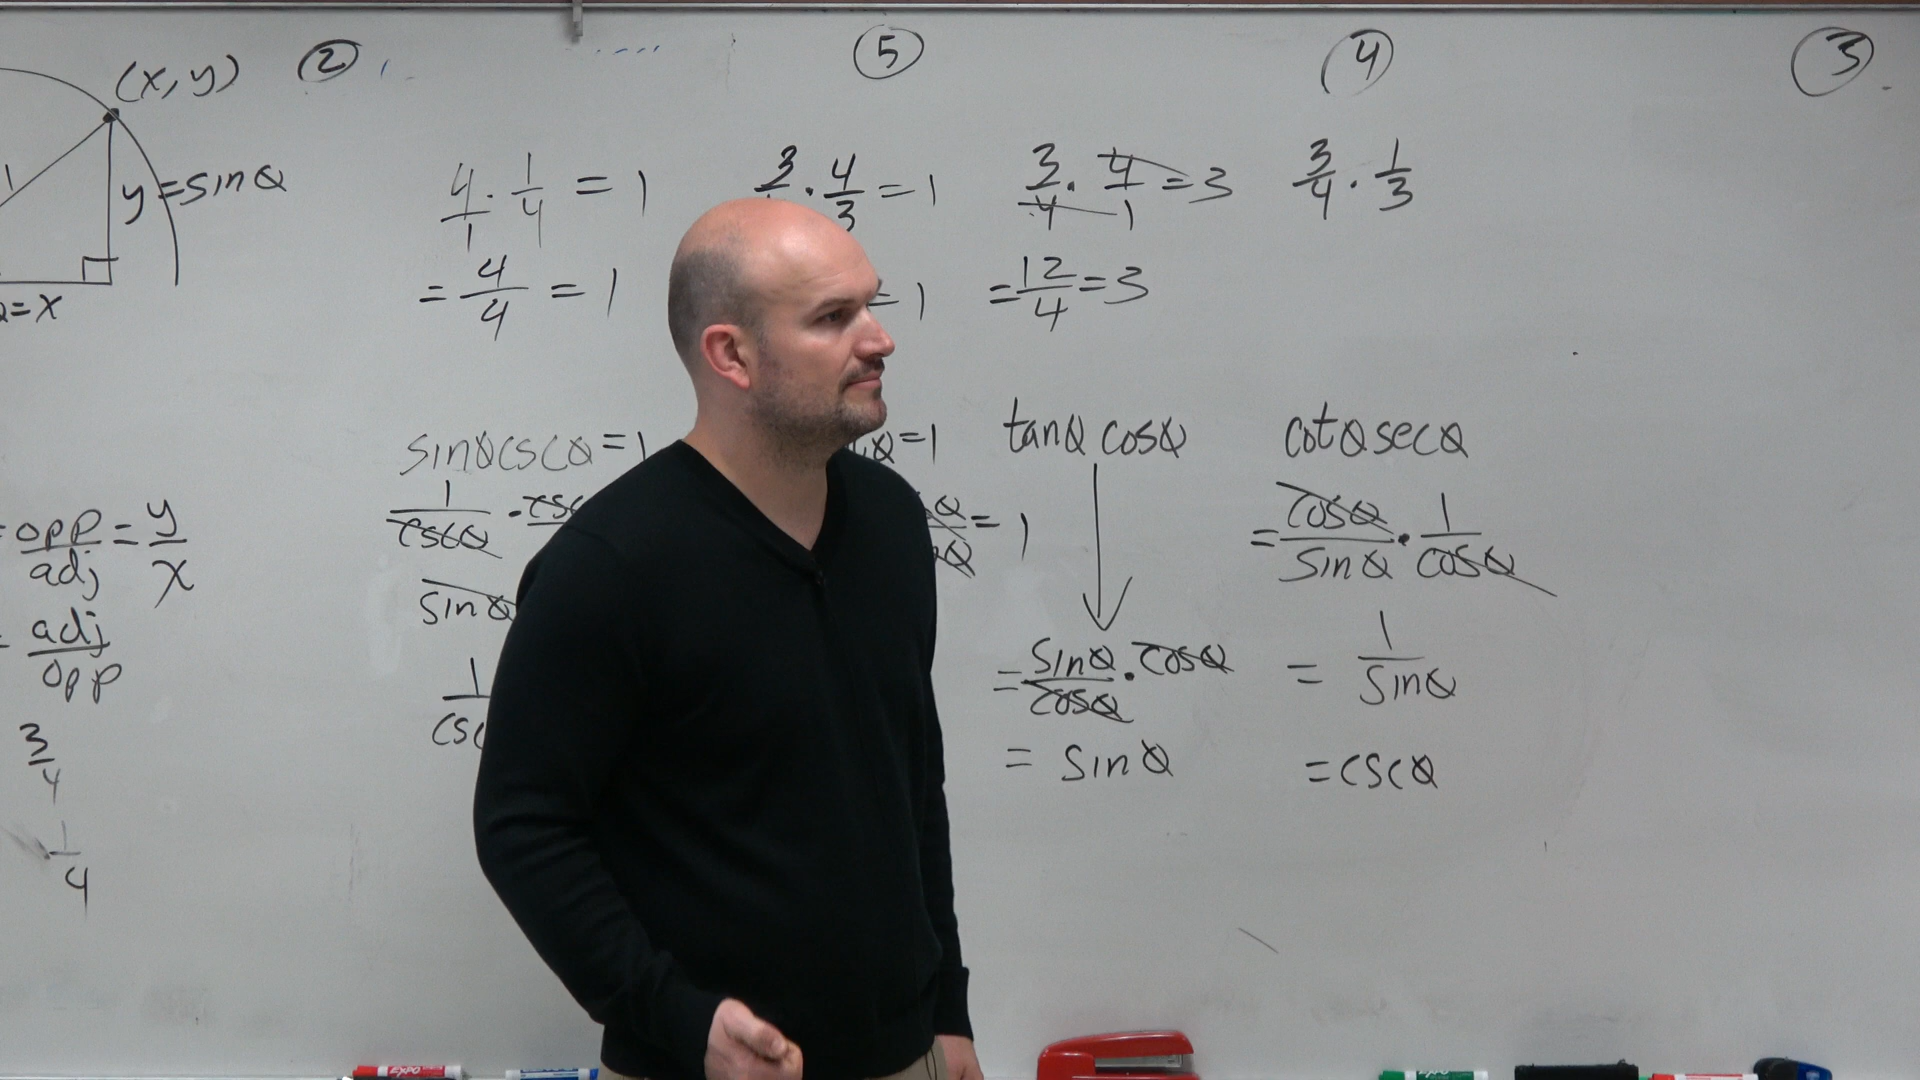 (x, y)
1
y = sinθ
= x
= opp/adj = y/x
adj/opp
3/4
1/4
②
4/1 · 1/4 = 1
= 4/4 = 1
sinθcscθ = 1
1/cscθ · csc
sinθ
1/csc
⑤
3 · 4/3 = 1
= 1
θ = 1
= 1
3/4 · 4/1 = 3
= 12/4 = 3
tanθ cosθ
= sinθ/cosθ · cosθ
= sinθ
④
3/4 · 1/3
cotθ secθ
= cosθ/sinθ · 1/cosθ
= 1/sinθ
= cscθ
③
EXPO